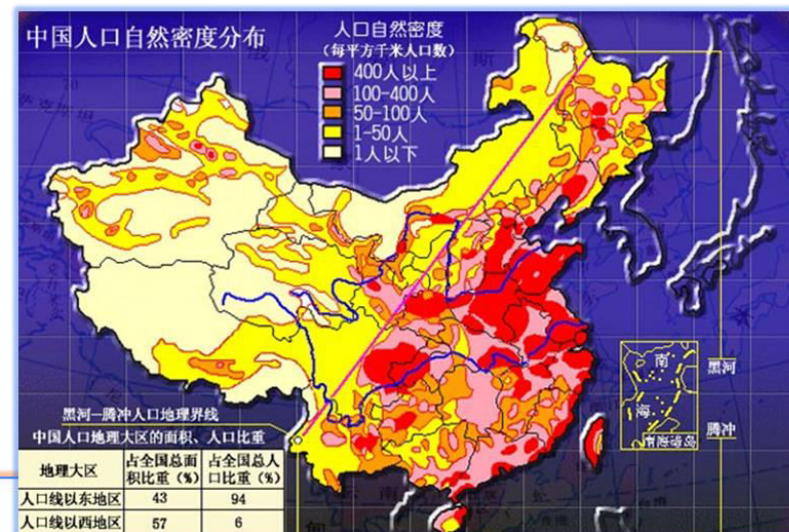 中国人口自然密度分布
人口自然密度
(每平方千米人口数)
400人以上
100-400人
50-100人
1-50人
1人以下
黑河
腾冲
南
海
南海诸岛
黑河—腾冲人口地理界线
中国人口地理大区的面积、人口比重
地理大区 占全国总面积比重（%） 占全国总人口比重（%）
人口线以东地区 43 94
人口线以西地区 57 6